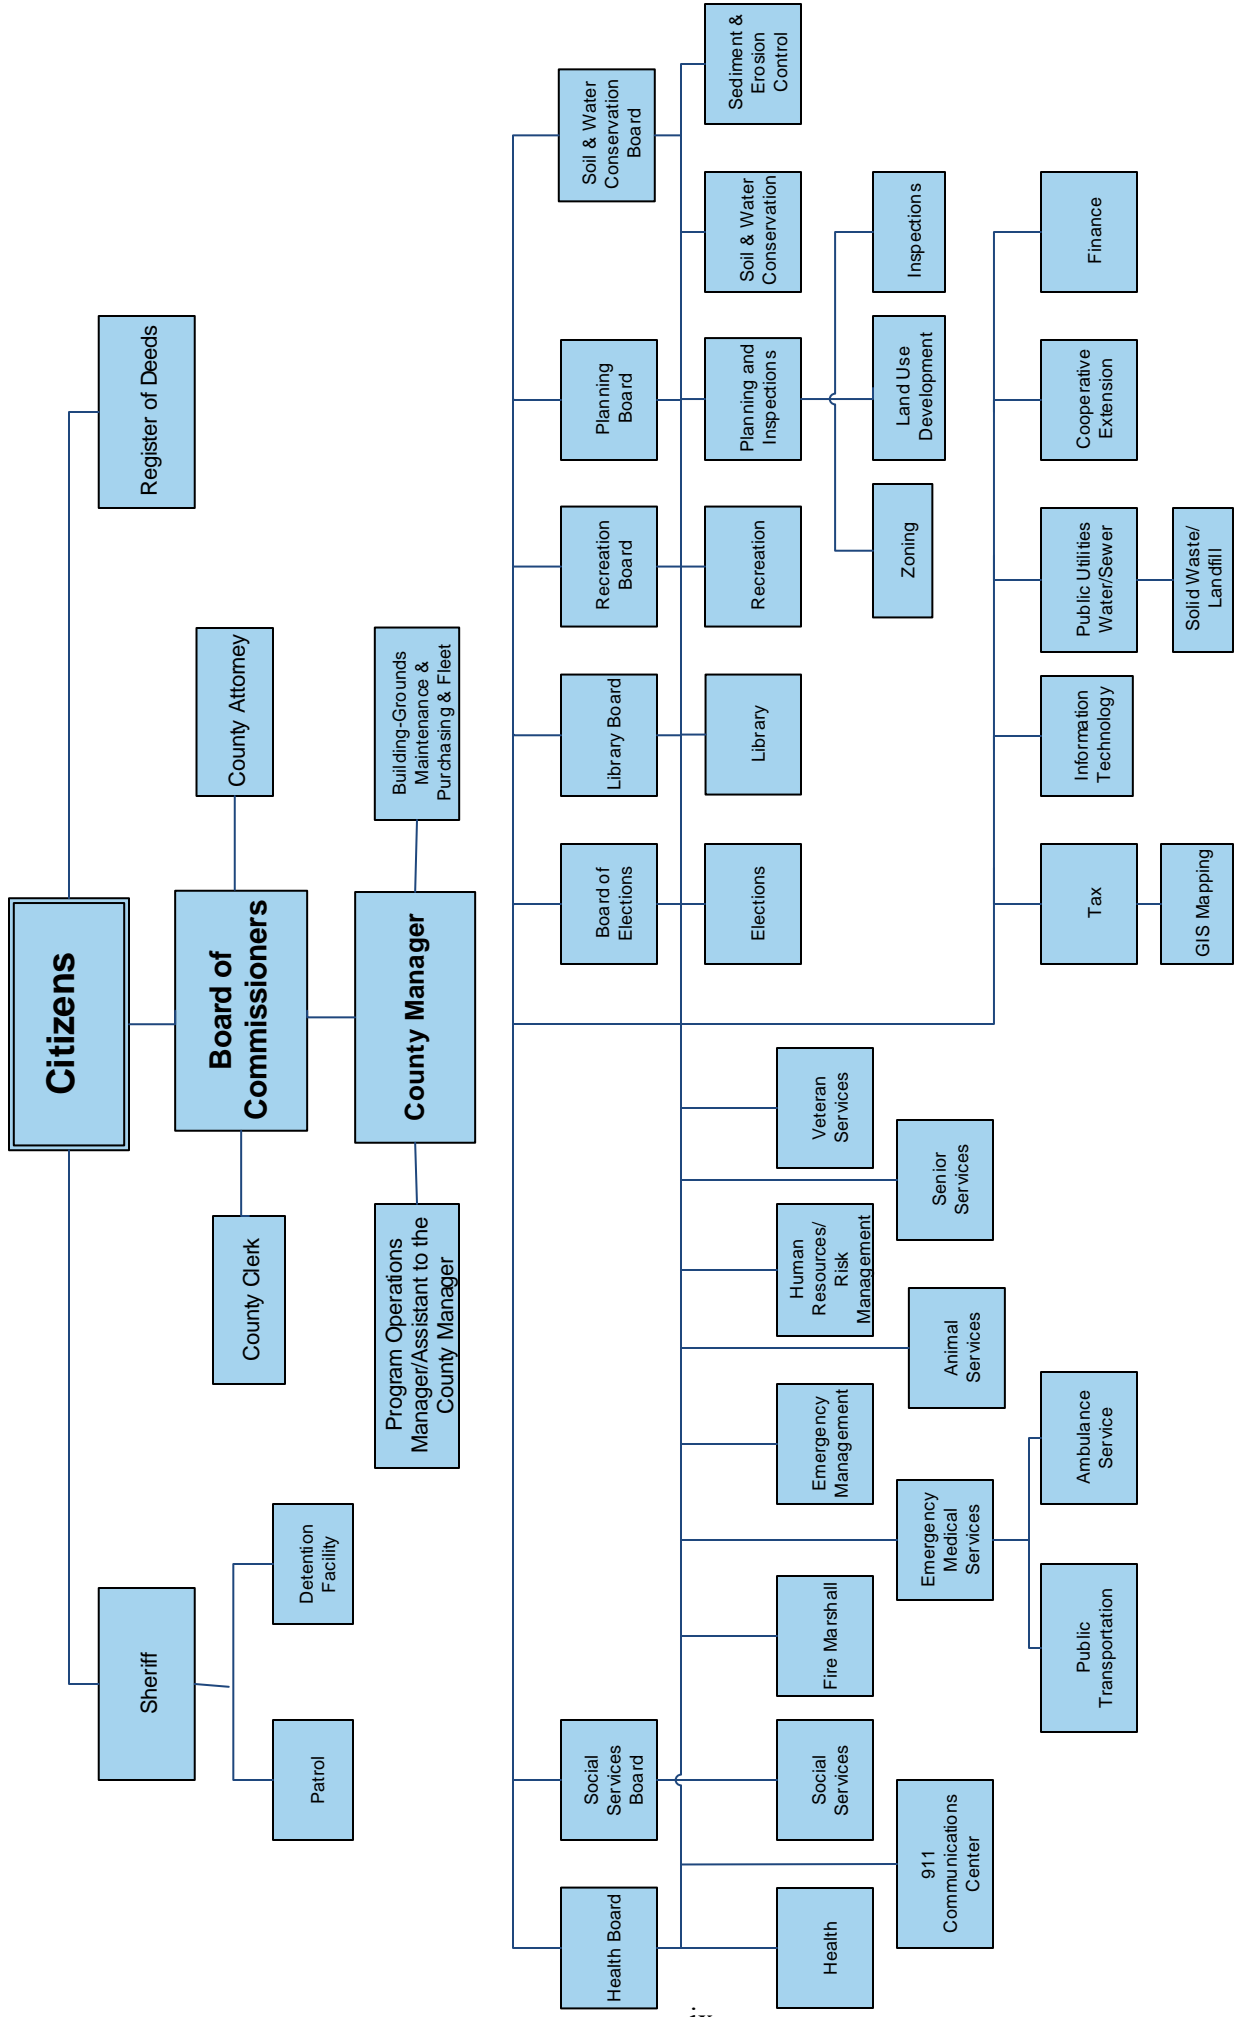 Citizens
Sheriff
Register of Deeds
Patrol
Detention
Facility
County Clerk
Board of
Commissioners
County Attorney
Program Operations
Manager/Assistant to the
County Manager
County Manager
Building-Grounds
Maintenance &
Purchasing & Fleet
Health Board
Social
Services
Board
Board of
Elections
Library Board
Recreation
Board
Planning
Board
Soil & Water
Conservation
Board
Elections
Library
Recreation
Planning and
Inspections
Soil & Water
Conservation
Sediment &
Erosion
Control
Health
Social
Services
Fire Marshall
Emergency
Management
Human
Resources/
Risk
Management
Veteran
Services
Zoning
Land Use
Development
Inspections
911
Communications
Center
Emergency
Medical
Services
Animal
Services
Senior
Services
Public
Transportation
Ambulance
Service
Tax
Information
Technology
Public Utilities
Water/Sewer
Cooperative
Extension
Finance
GIS Mapping
Solid Waste/
Landfill
ix